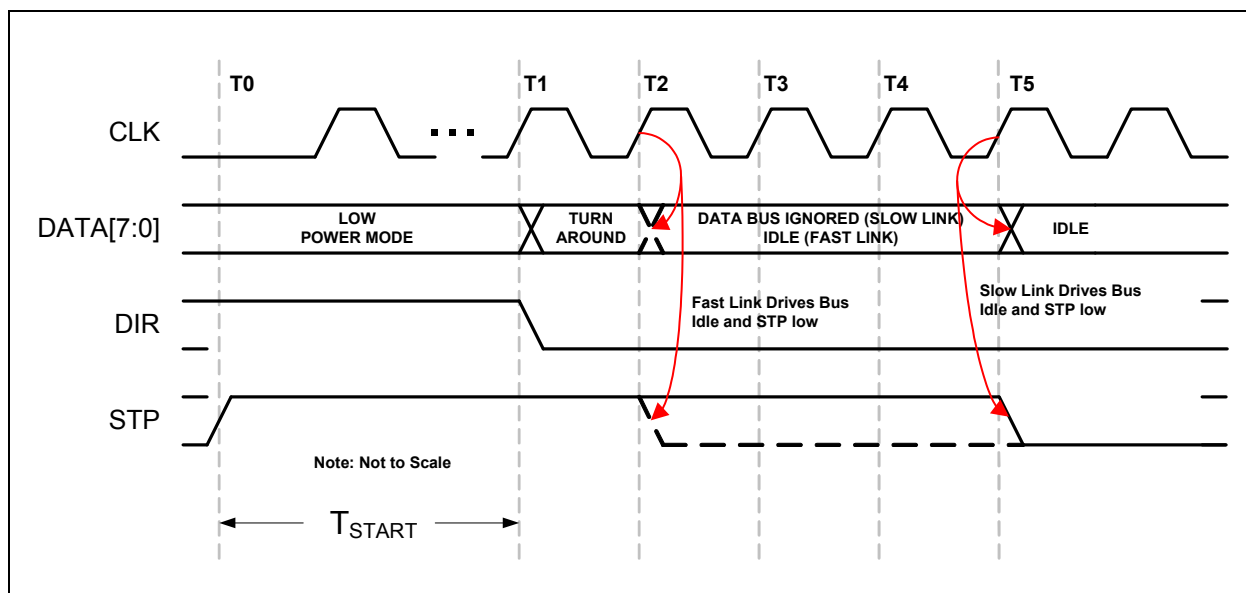 T0 T1 T2 T3 T4 T5
CLK
DATA[7:0]
LOW
POWER MODE
TURN
AROUND
DATA BUS IGNORED (SLOW LINK)
IDLE (FAST LINK)
IDLE
DIR
Fast Link Drives Bus
Idle and STP low
Slow Link Drives Bus
Idle and STP low
STP
Note: Not to Scale
TSTART